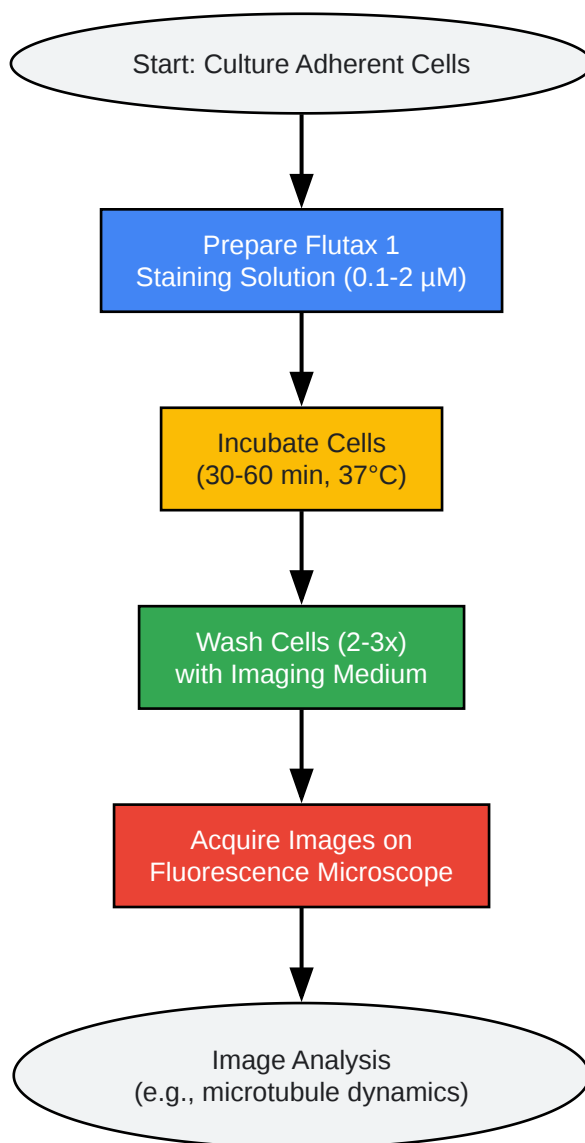 Start: Culture Adherent Cells
Prepare Flutax 1
Staining Solution (0.1-2 µM)
Incubate Cells
(30-60 min, 37°C)
Wash Cells (2-3x)
with Imaging Medium
Acquire Images on
Fluorescence Microscope
Image Analysis
(e.g., microtubule dynamics)